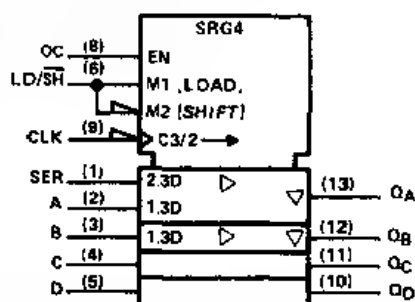 SRG4
OC (8) EN
LD/SH (6) M1 (LOAD,
M2 (SHIFT)
CLK (9) C3/2
SER (1) 2.3D (13) QA
A (2) 1.3D
B (3) 1.3D (12) QB
C (4) (11) QC
D (5) (10) QD